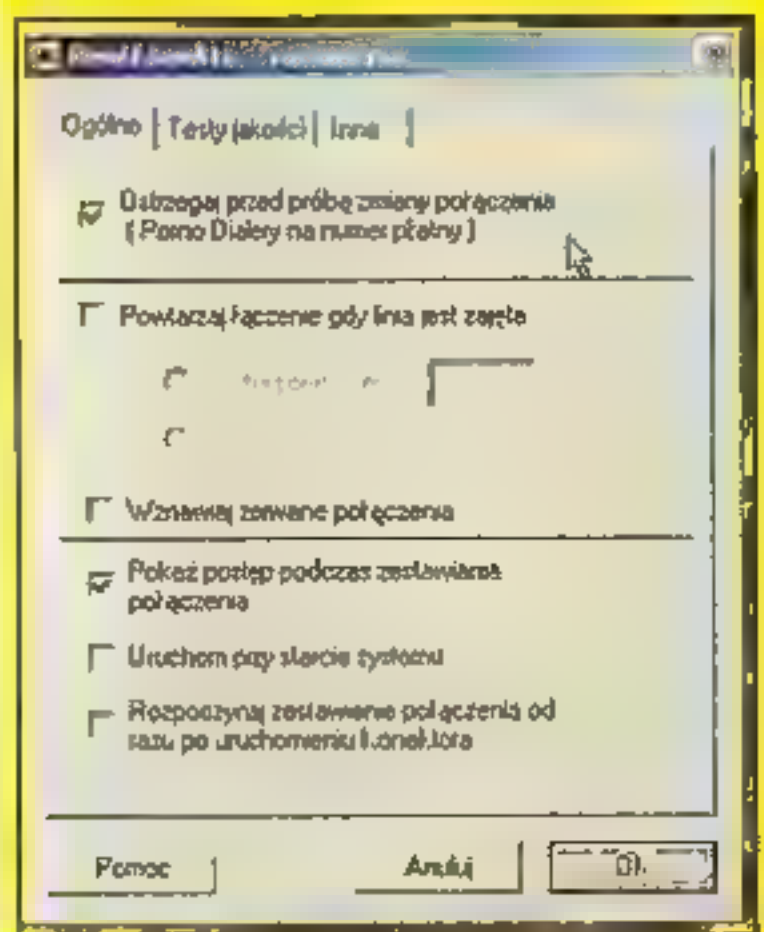 Ogólne Testy jakości Inne
Ostrzegaj przed próbą zmiany połączenia
( Porno Dialery na numer płatny )
Powtarzaj łączenie gdy linia jest zajęta
Wznawiaj zerwane połączenia
Pokaż postęp podczas zestawiania
połączenia
Uruchom przy starcie systemu
Rozpoczynaj zestawienie połączenia od
razu po uruchomieniu Konektora
Pomoc Anuluj OK